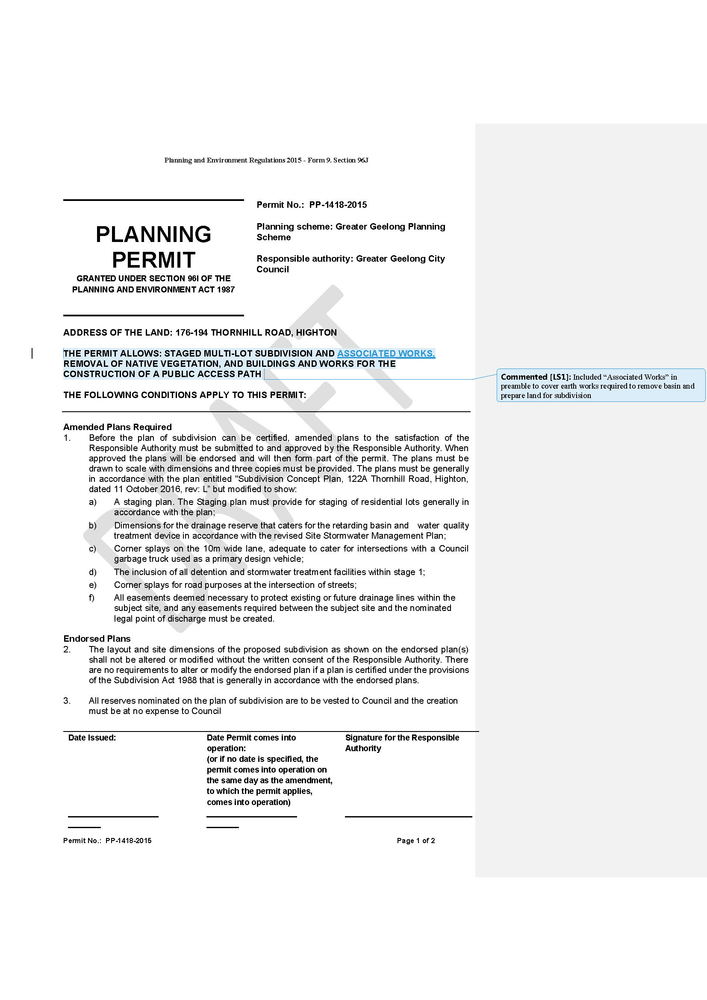 Planning and Environment Regulations 2015 - Form 9. Section 96J
PLANNING
PERMIT
GRANTED UNDER SECTION 96I OF THE
PLANNING AND ENVIRONMENT ACT 1987
Permit No.: PP-1418-2015
Planning scheme: Greater Geelong Planning
Scheme
Responsible authority: Greater Geelong City
Council
ADDRESS OF THE LAND: 176-194 THORNHILL ROAD, HIGHTON
THE PERMIT ALLOWS: STAGED MULTI-LOT SUBDIVISION AND ASSOCIATED WORKS,
REMOVAL OF NATIVE VEGETATION, AND BUILDINGS AND WORKS FOR THE
CONSTRUCTION OF A PUBLIC ACCESS PATH
Commented [LS1]: Included “Associated Works” in
preamble to cover earth works required to remove basin and
prepare land for subdivision
THE FOLLOWING CONDITIONS APPLY TO THIS PERMIT:
DRAFT
Amended Plans Required
1. Before the plan of subdivision can be certified, amended plans to the satisfaction of the
Responsible Authority must be submitted to and approved by the Responsible Authority. When
approved the plans will be endorsed and will then form part of the permit. The plans must be
drawn to scale with dimensions and three copies must be provided. The plans must be generally
in accordance with the plan entitled "Subdivision Concept Plan, 122A Thornhill Road, Highton,
dated 11 October 2016, rev: L” but modified to show:
a) A staging plan. The Staging plan must provide for staging of residential lots generally in
accordance with the plan;
b) Dimensions for the drainage reserve that caters for the retarding basin and water quality
treatment device in accordance with the revised Site Stormwater Management Plan;
c) Corner splays on the 10m wide lane, adequate to cater for intersections with a Council
garbage truck used as a primary design vehicle;
d) The inclusion of all detention and stormwater treatment facilities within stage 1;
e) Corner splays for road purposes at the intersection of streets;
f) All easements deemed necessary to protect existing or future drainage lines within the
subject site, and any easements required between the subject site and the nominated
legal point of discharge must be created.
Endorsed Plans
2. The layout and site dimensions of the proposed subdivision as shown on the endorsed plan(s)
shall not be altered or modified without the written consent of the Responsible Authority. There
are no requirements to alter or modify the endorsed plan if a plan is certified under the provisions
of the Subdivision Act 1988 that is generally in accordance with the endorsed plans.
3. All reserves nominated on the plan of subdivision are to be vested to Council and the creation
must be at no expense to Council
Date Issued:
Date Permit comes into
operation:
(or if no date is specified, the
permit comes into operation on
the same day as the amendment,
to which the permit applies,
comes into operation)
Signature for the Responsible
Authority
Permit No.: PP-1418-2015
Page 1 of 2